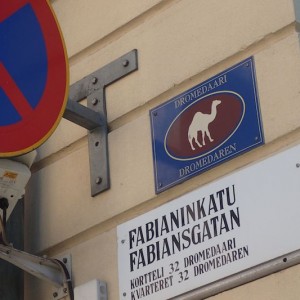 DROMEDAARI
DROMEDAREN
FABIANINKATU
FABIANSGATAN
KORTTELI 32 DROMEDAARI
KVARTERET 32 DROMEDAREN